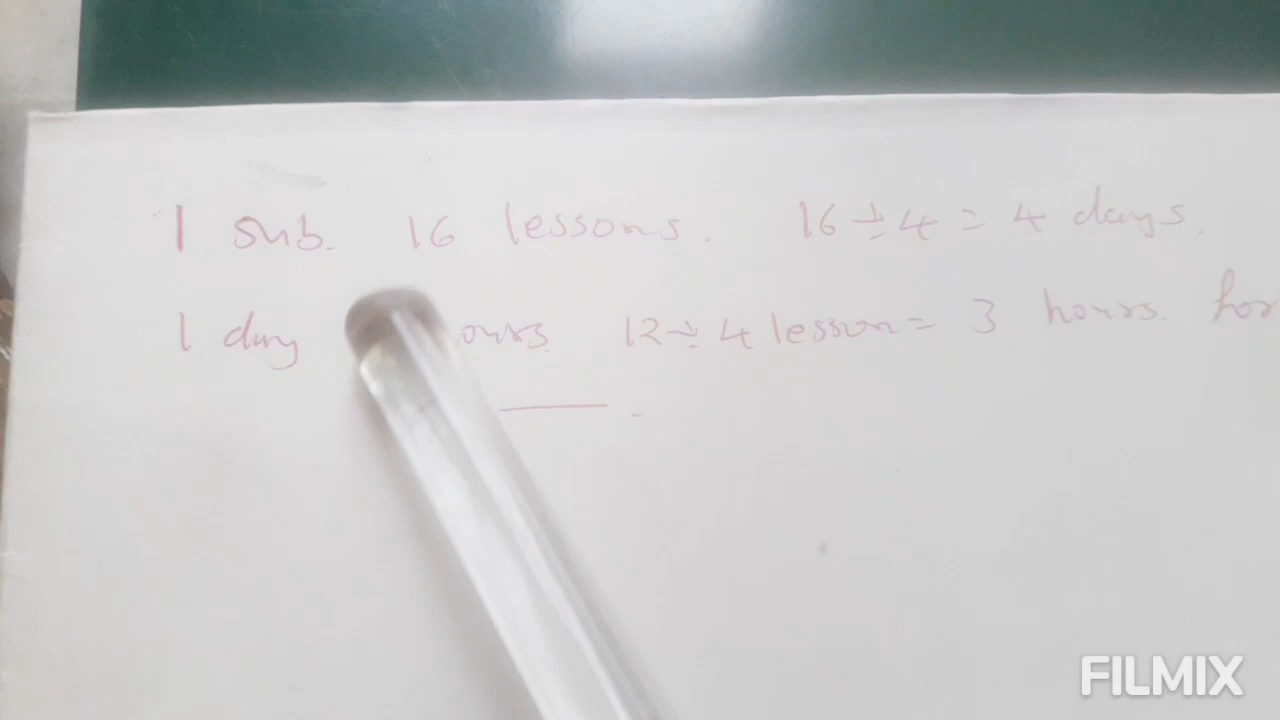 1 sub. 16 lessons. 16 ÷ 4 = 4 days.
1 day ours. 12 ÷ 4 lesson = 3 hours. for
FILMIX